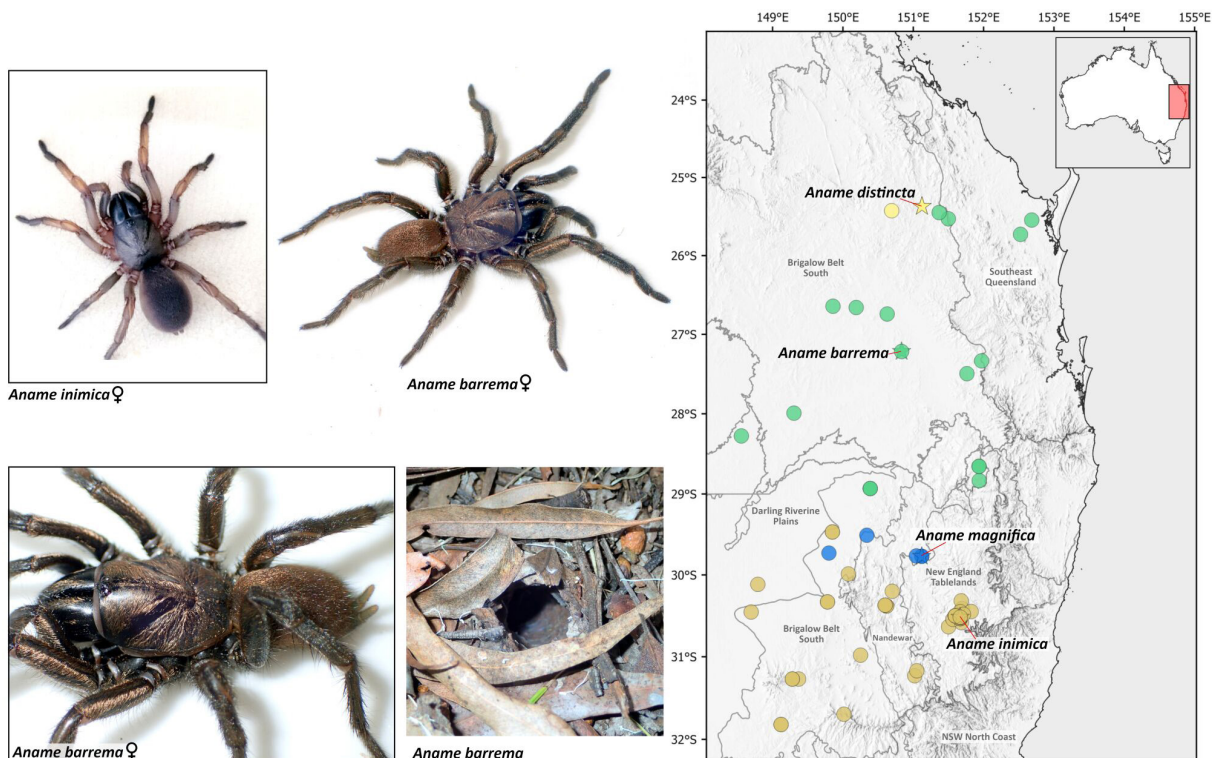 Aname inimica♀
Aname barrema♀
Aname barrema♀
Aname barrema
149°E 150°E 151°E 152°E 153°E 154°E 155°E
24°S
25°S
26°S
27°S
28°S
29°S
30°S
31°S
32°S
Aname distincta
Brigalow Belt
South
Southeast
Queensland
Aname barrema
Darling Riverine
Plains
Aname magnifica
New England
Tablelands
Brigalow Belt
South
Nandewar
Aname inimica
NSW North Coast